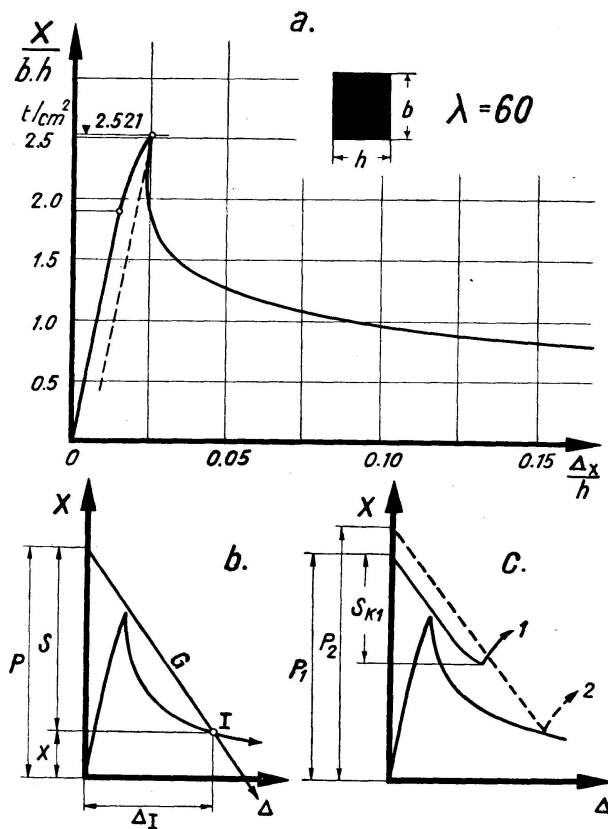 a.
X
b.h
t/cm²
2.521
2.5
2.0
1.5
1.0
0.5
0
0.05
0.10
0.15
Δx
h
b
h
λ = 60
b.
X
P
S
X
G
I
Δ
ΔI
c.
X
P1
P2
SK1
1
2
Δ